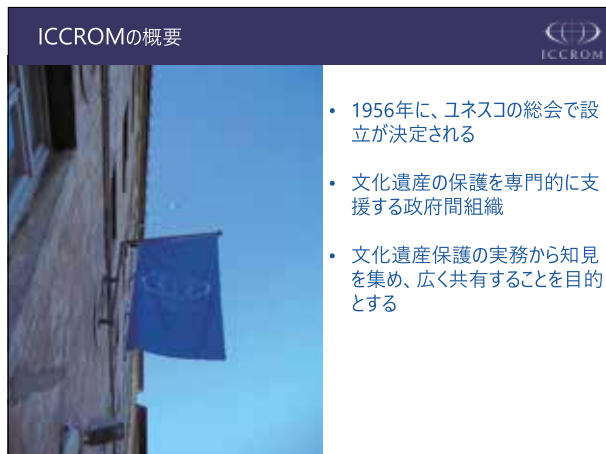 ICCROMの概要
ICCROM
• 1956年に、ユネスコの総会で設
立が決定される
• 文化遺産の保護を専門的に支
援する政府間組織
• 文化遺産保護の実務から知見
を集め、広く共有することを目的
とする